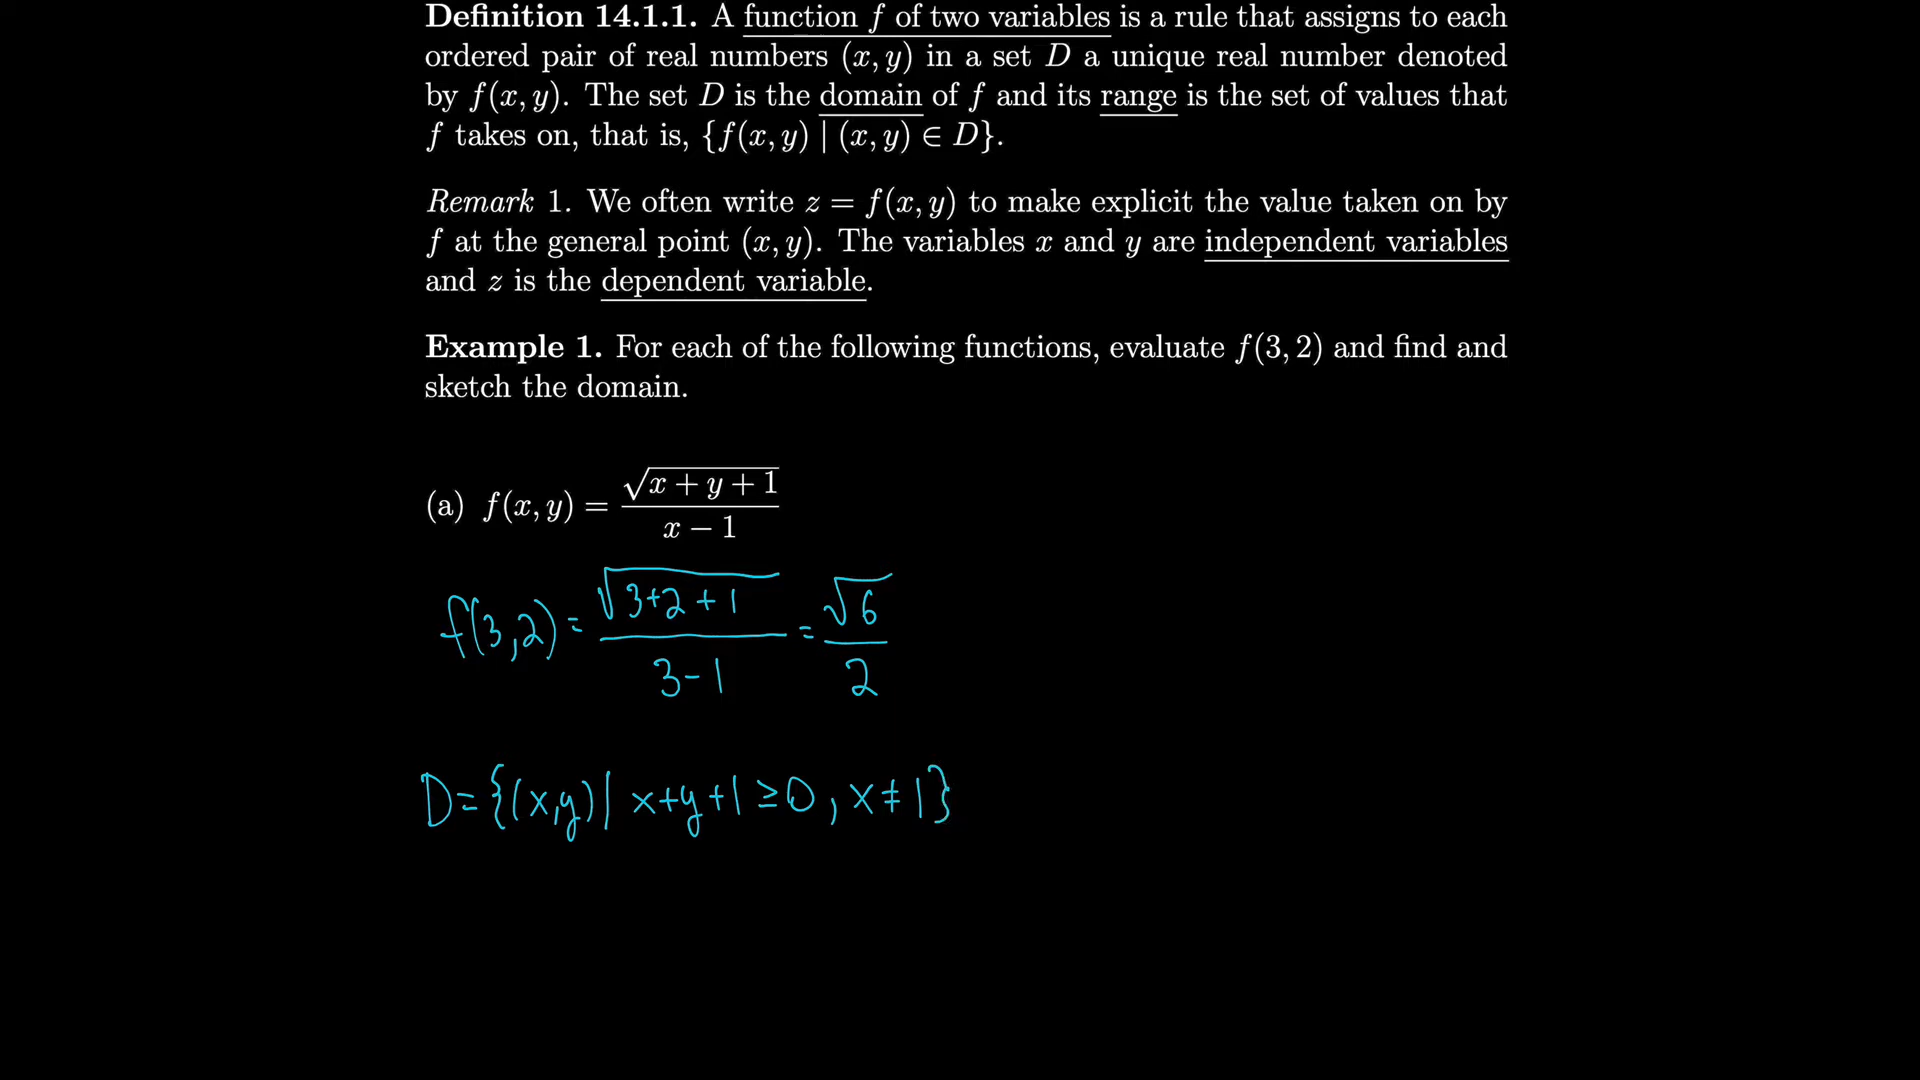 Definition 14.1.1. A function f of two variables is a rule that assigns to each
ordered pair of real numbers (x, y) in a set D a unique real number denoted
by f(x, y). The set D is the domain of f and its range is the set of values that
f takes on, that is, {f(x, y) | (x, y) ∈ D}.
Remark 1. We often write z = f(x, y) to make explicit the value taken on by
f at the general point (x, y). The variables x and y are independent variables
and z is the dependent variable.
Example 1. For each of the following functions, evaluate f(3, 2) and find and
sketch the domain.
(a) f(x, y) = √(x + y + 1) / (x − 1)
f(3,2) = √(3+2+1) / (3-1) = √6 / 2
D = {(x,y) | x+y+1 ≥ 0, x ≠ 1}